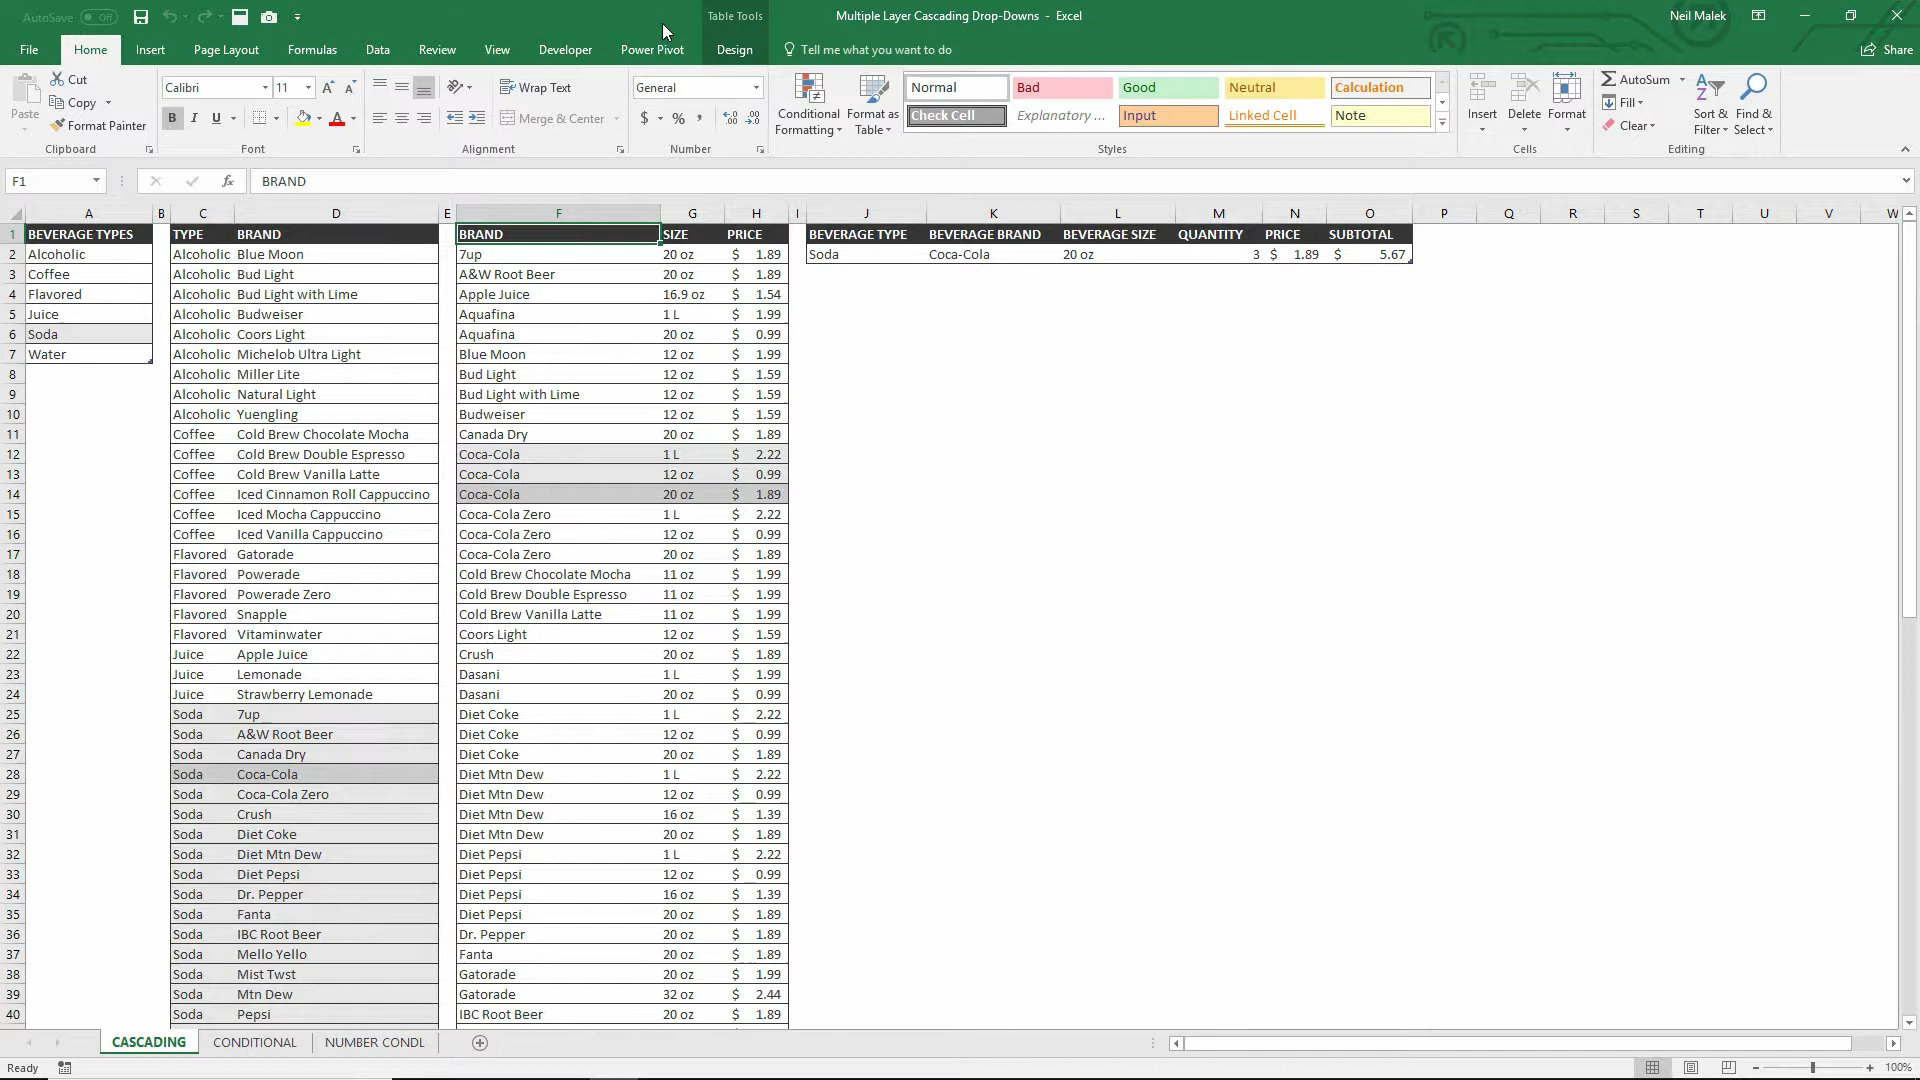 AutoSave Off Table Tools Multiple Layer Cascading Drop-Downs - Excel Neil Malek
File Home Insert Page Layout Formulas Data Review View Developer Power Pivot Design Tell me what you want to do Share
Paste Cut Copy Format Painter Clipboard
Calibri 11 B I U Font
Wrap Text Merge & Center Alignment
General $ % Number
Conditional Formatting Format as Table
Normal Bad Good Neutral Calculation
Check Cell Explanatory ... Input Linked Cell Note
Styles
Insert Delete Format Cells
AutoSum Fill Clear Sort & Filter Find & Select Editing
F1 fx BRAND
A B C D E F G H I J K L M N O P Q R S T U V W
1 BEVERAGE TYPES TYPE BRAND BRAND SIZE PRICE BEVERAGE TYPE BEVERAGE BRAND BEVERAGE SIZE QUANTITY PRICE SUBTOTAL
2 Alcoholic Alcoholic Blue Moon 7up 20 oz $ 1.89 Soda Coca-Cola 20 oz 3 $ 1.89 $ 5.67
3 Coffee Alcoholic Bud Light A&W Root Beer 20 oz $ 1.89
4 Flavored Alcoholic Bud Light with Lime Apple Juice 16.9 oz $ 1.54
5 Juice Alcoholic Budweiser Aquafina 1 L $ 1.99
6 Soda Alcoholic Coors Light Aquafina 20 oz $ 0.99
7 Water Alcoholic Michelob Ultra Light Blue Moon 12 oz $ 1.99
8 Alcoholic Miller Lite Bud Light 12 oz $ 1.59
9 Alcoholic Natural Light Bud Light with Lime 12 oz $ 1.59
10 Alcoholic Yuengling Budweiser 12 oz $ 1.59
11 Coffee Cold Brew Chocolate Mocha Canada Dry 20 oz $ 1.89
12 Coffee Cold Brew Double Espresso Coca-Cola 1 L $ 2.22
13 Coffee Cold Brew Vanilla Latte Coca-Cola 12 oz $ 0.99
14 Coffee Iced Cinnamon Roll Cappuccino Coca-Cola 20 oz $ 1.89
15 Coffee Iced Mocha Cappuccino Coca-Cola Zero 1 L $ 2.22
16 Coffee Iced Vanilla Cappuccino Coca-Cola Zero 12 oz $ 0.99
17 Flavored Gatorade Coca-Cola Zero 20 oz $ 1.89
18 Flavored Powerade Cold Brew Chocolate Mocha 11 oz $ 1.99
19 Flavored Powerade Zero Cold Brew Double Espresso 11 oz $ 1.99
20 Flavored Snapple Cold Brew Vanilla Latte 11 oz $ 1.99
21 Flavored Vitaminwater Coors Light 12 oz $ 1.59
22 Juice Apple Juice Crush 20 oz $ 1.89
23 Juice Lemonade Dasani 1 L $ 1.99
24 Juice Strawberry Lemonade Dasani 20 oz $ 0.99
25 Soda 7up Diet Coke 1 L $ 2.22
26 Soda A&W Root Beer Diet Coke 12 oz $ 0.99
27 Soda Canada Dry Diet Coke 20 oz $ 1.89
28 Soda Coca-Cola Diet Mtn Dew 1 L $ 2.22
29 Soda Coca-Cola Zero Diet Mtn Dew 12 oz $ 0.99
30 Soda Crush Diet Mtn Dew 16 oz $ 1.39
31 Soda Diet Coke Diet Mtn Dew 20 oz $ 1.89
32 Soda Diet Mtn Dew Diet Pepsi 1 L $ 2.22
33 Soda Diet Pepsi Diet Pepsi 12 oz $ 0.99
34 Soda Dr. Pepper Diet Pepsi 16 oz $ 1.39
35 Soda Fanta Diet Pepsi 20 oz $ 1.89
36 Soda IBC Root Beer Dr. Pepper 20 oz $ 1.89
37 Soda Mello Yello Fanta 20 oz $ 1.89
38 Soda Mist Twst Gatorade 20 oz $ 1.99
39 Soda Mtn Dew Gatorade 32 oz $ 2.44
40 Soda Pepsi IBC Root Beer 20 oz $ 1.89
CASCADING CONDITIONAL NUMBER CONDL
Ready 100%